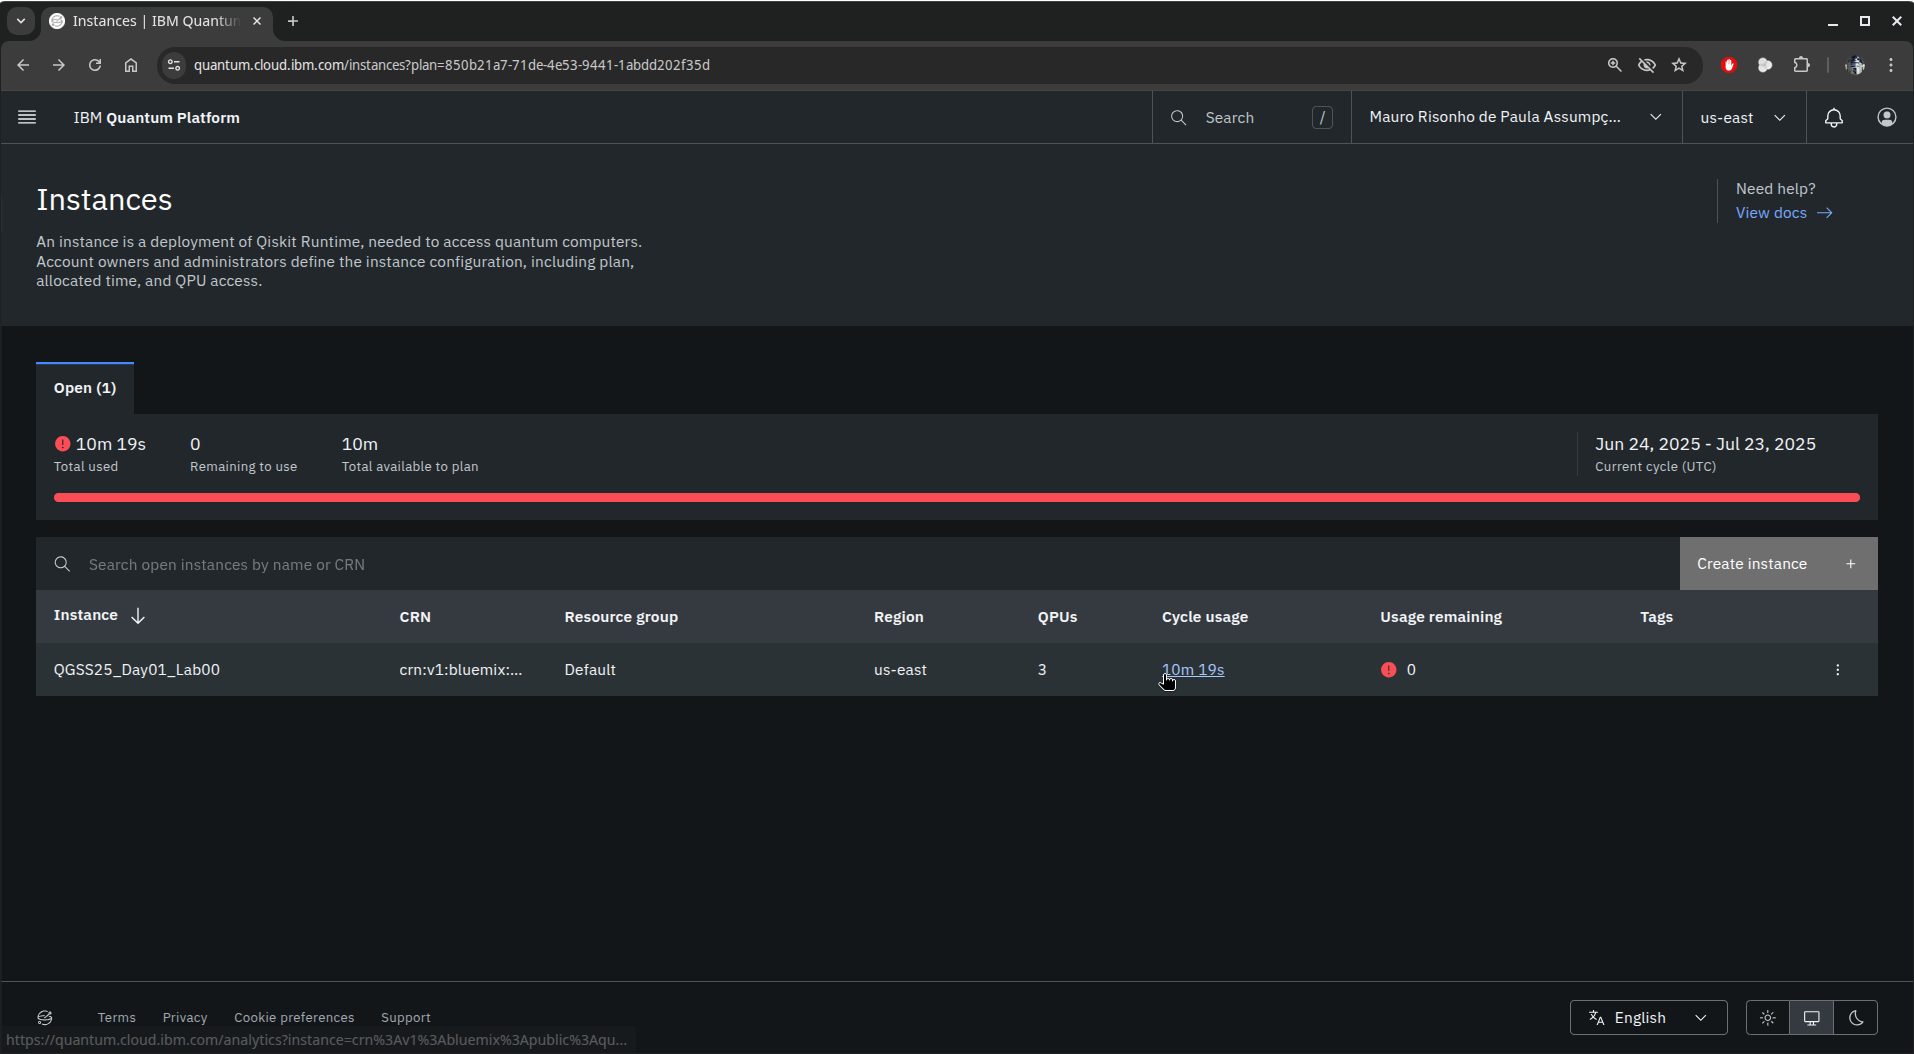 Instances | IBM Quantu
quantum.cloud.ibm.com/instances?plan=850b21a7-71de-4e53-9441-1abdd202f35d
IBM Quantum Platform
Search
/
Mauro Risonho de Paula Assumpç...
us-east
Instances
An instance is a deployment of Qiskit Runtime, needed to access quantum computers.
Account owners and administrators define the instance configuration, including plan,
allocated time, and QPU access.
Need help?
View docs
Open (1)
10m 19s
Total used
0
Remaining to use
10m
Total available to plan
Jun 24, 2025 - Jul 23, 2025
Current cycle (UTC)
Search open instances by name or CRN
Create instance +
Instance CRN Resource group Region QPUs Cycle usage Usage remaining Tags
QGSS25_Day01_Lab00 crn:v1:bluemix:... Default us-east 3 10m 19s 0
Terms Privacy Cookie preferences Support
English
https://quantum.cloud.ibm.com/analytics?instance=crn%3Av1%3Abluemix%3Apublic%3Aqu...